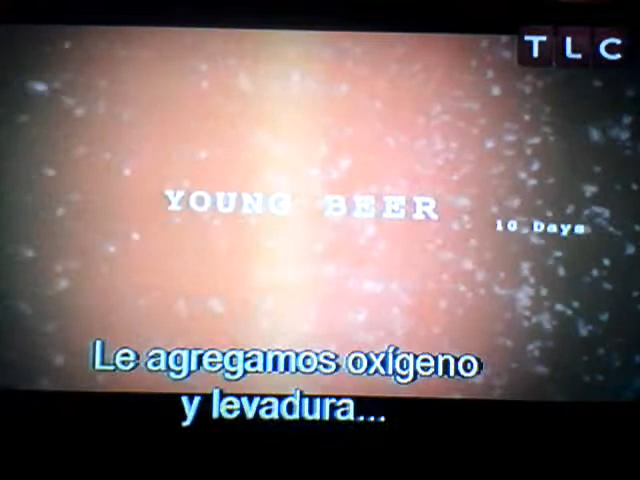 TLC
YOUNG BEER
10 Days
Le agregamos oxígeno
y levadura...